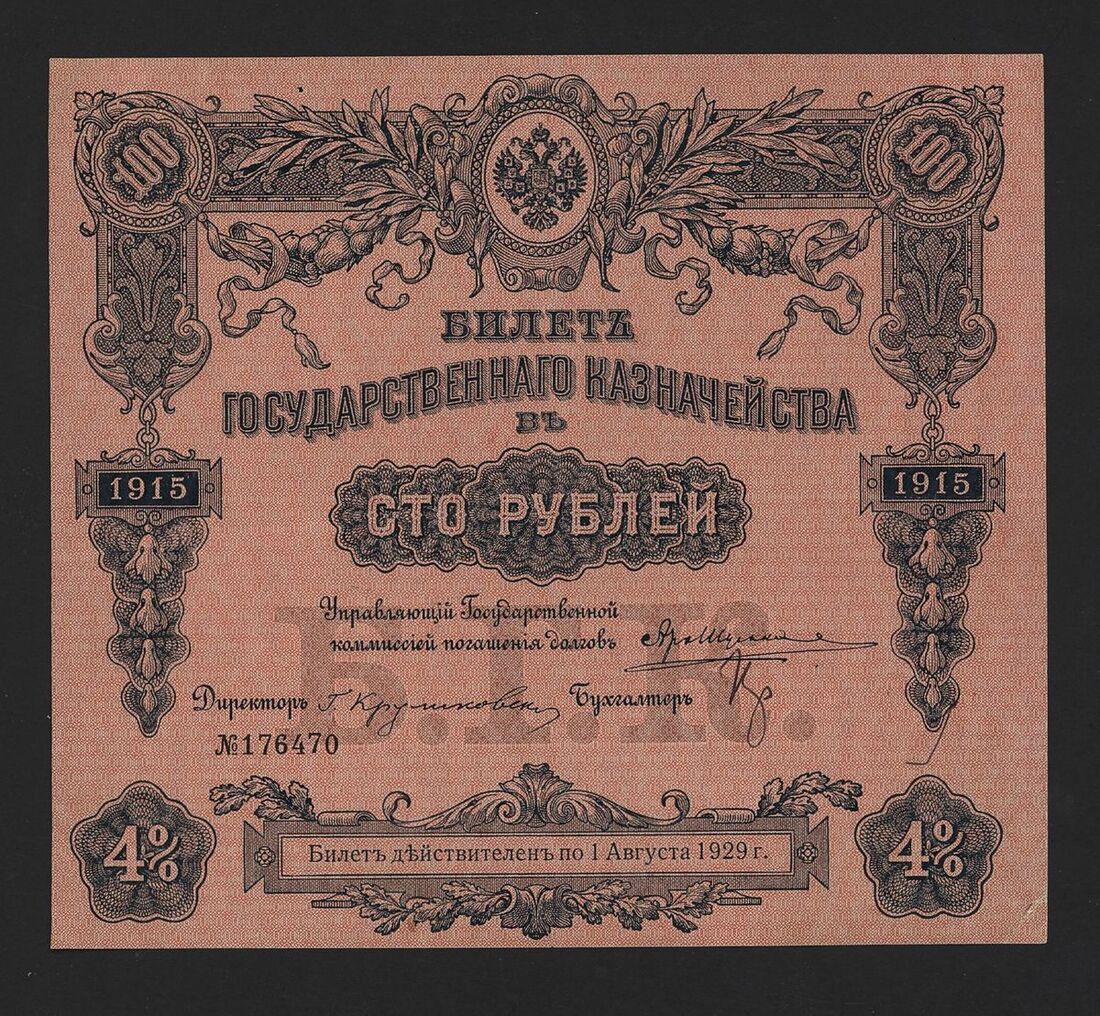 100 100
БИЛЕТЪ
ГОСУДАРСТВЕННАГО КАЗНАЧЕЙСТВА
ВЪ
1915 1915
СТО РУБЛЕЙ
Управляющій Государственной
коммиссіей погашенія долговъ
Директоръ Бухгалтеръ
№176470
4% 4%
Билетъ дѣйствителенъ по 1 Августа 1929 г.
Б.Г.К.